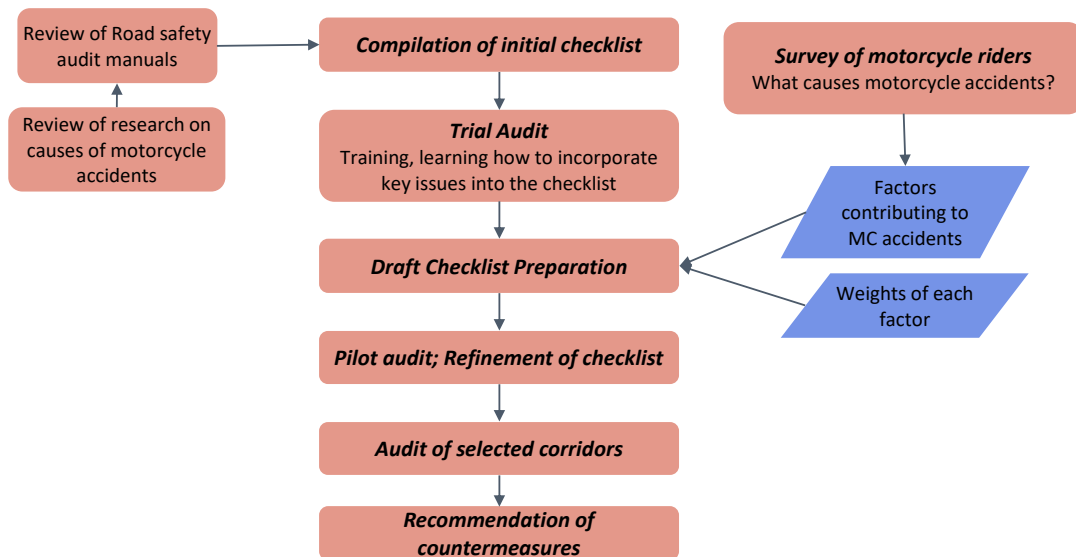 Review of Road safety
audit manuals
Review of research on
causes of motorcycle
accidents
Compilation of initial checklist
Trial Audit
Training, learning how to incorporate
key issues into the checklist
Draft Checklist Preparation
Pilot audit; Refinement of checklist
Audit of selected corridors
Recommendation of
countermeasures
Survey of motorcycle riders
What causes motorcycle accidents?
Factors
contributing to
MC accidents
Weights of each
factor